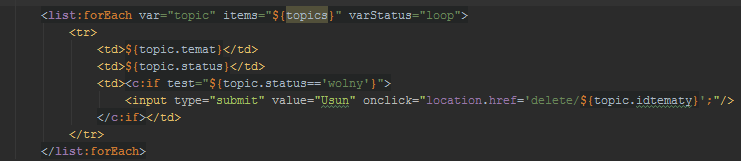 <list:forEach var="topic" items="${topics}" varStatus="loop">
<tr>
<td>${topic.temat}</td>
<td>${topic.status}</td>
<td><c:if test="${topic.status=='wolny'}">
<input type="submit" value="Usun" onclick="location.href='delete/${topic.idtematy}';"/>
</c:if></td>
</tr>
</list:forEach>